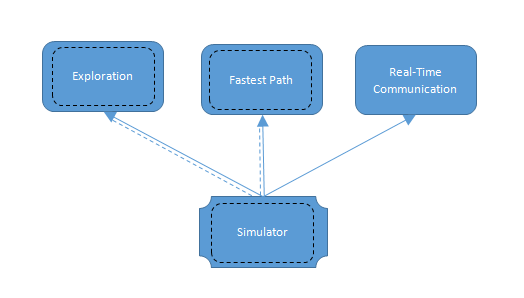 Exploration
Fastest Path
Real-Time
Communication
Simulator